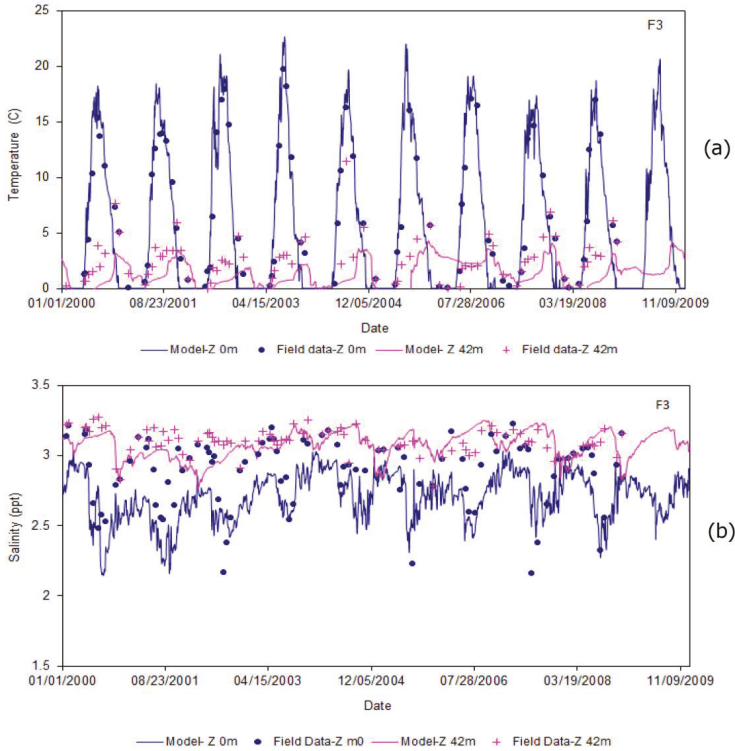 25
20
15
10
5
0
Temperature (C)
F3
(a)
01/01/2000 08/23/2001 04/15/2003 12/05/2004 07/28/2006 03/19/2008 11/09/2009
Date
Model-Z 0m Field data-Z 0m Model- Z 42m Field data-Z 42m
3.5
3
2.5
2
1.5
Salinity (ppt)
F3
(b)
01/01/2000 08/23/2001 04/15/2003 12/05/2004 07/28/2006 03/19/2008 11/09/2009
Date
Model- Z 0m Field Data-Z m0 Model-Z 42m Field Data-Z 42m